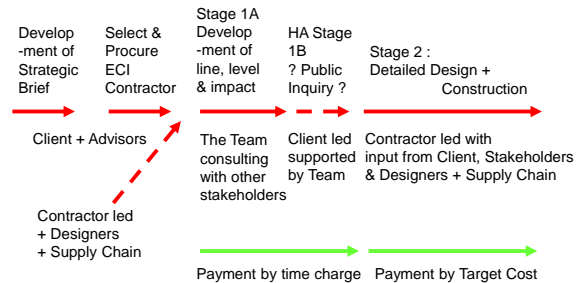 Develop
-ment of
Strategic
Brief
Select &
Procure
ECI
Contractor
Stage 1A
Develop
-ment of
line, level
& impact
HA Stage
1B
? Public
Inquiry ?
Stage 2 :
Detailed Design +
Construction
Client + Advisors
The Team
consulting
with other
stakeholders
Client led
supported
by Team
Contractor led with
input from Client, Stakeholders
& Designers + Supply Chain
Contractor led
+ Designers
+ Supply Chain
Payment by time charge
Payment by Target Cost